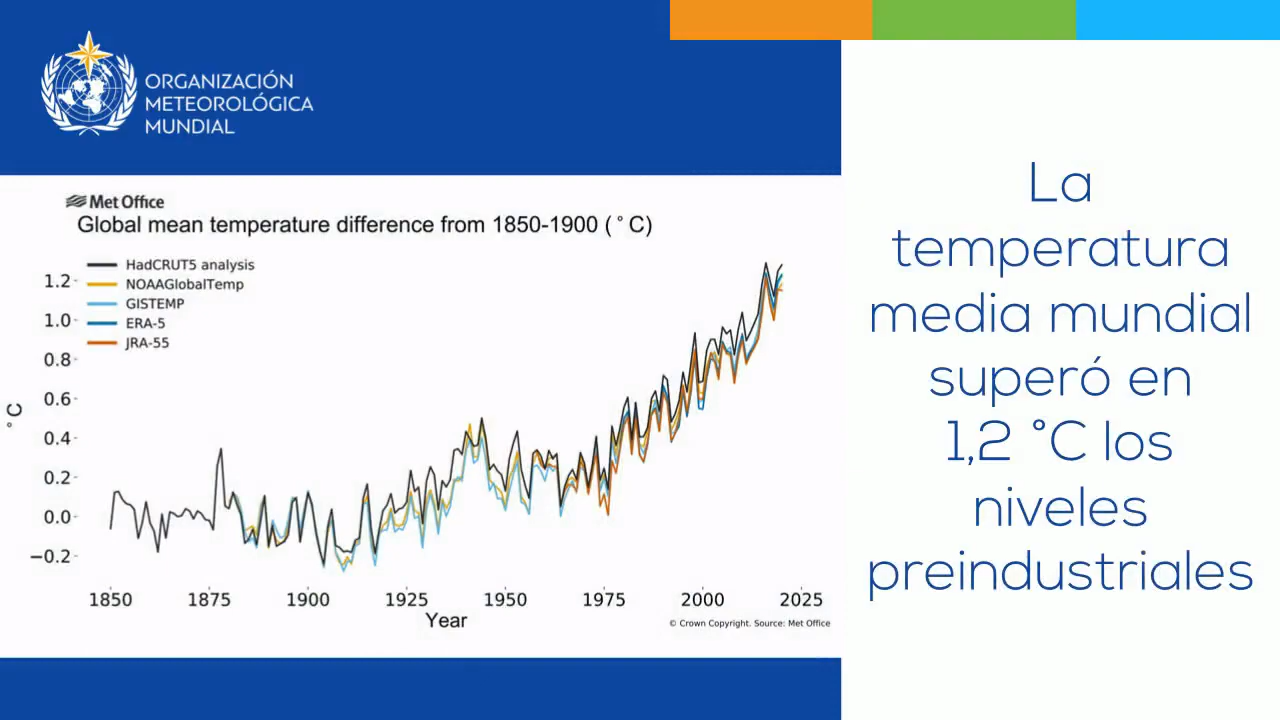 ORGANIZACIÓN
METEOROLÓGICA
MUNDIAL
Met Office
Global mean temperature difference from 1850-1900 (°C)
HadCRUT5 analysis
NOAAGlobalTemp
GISTEMP
ERA-5
JRA-55
1.2
1.0
0.8
0.6
0.4
0.2
0.0
−0.2
°C
1850 1875 1900 1925 1950 1975 2000 2025
Year
© Crown Copyright. Source: Met Office
La
temperatura
media mundial
superó en
1,2 °C los
niveles
preindustriales